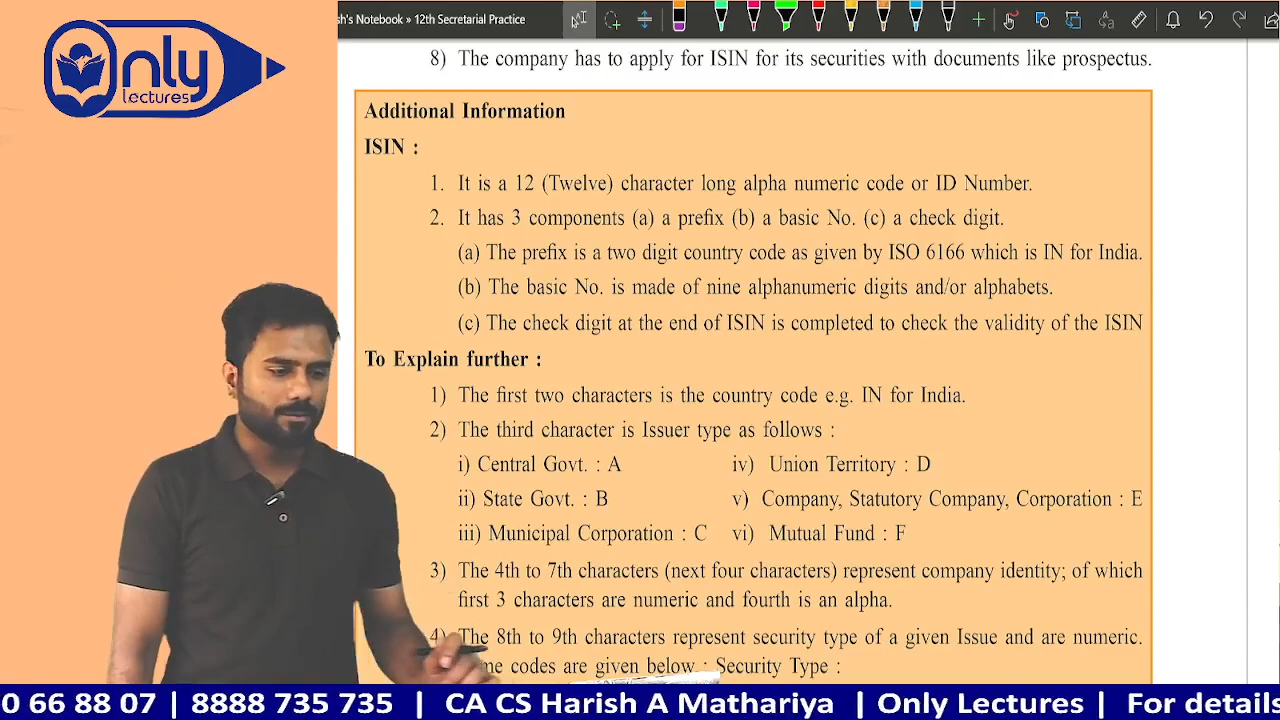 sh's Notebook » 12th Secretarial Practice
Only
lectures
8) The company has to apply for ISIN for its securities with documents like prospectus.
Additional Information
ISIN :
1. It is a 12 (Twelve) character long alpha numeric code or ID Number.
2. It has 3 components (a) a prefix (b) a basic No. (c) a check digit.
(a) The prefix is a two digit country code as given by ISO 6166 which is IN for India.
(b) The basic No. is made of nine alphanumeric digits and/or alphabets.
(c) The check digit at the end of ISIN is completed to check the validity of the ISIN
To Explain further :
1) The first two characters is the country code e.g. IN for India.
2) The third character is Issuer type as follows :
i) Central Govt. : A iv) Union Territory : D
ii) State Govt. : B v) Company, Statutory Company, Corporation : E
iii) Municipal Corporation : C vi) Mutual Fund : F
3) The 4th to 7th characters (next four characters) represent company identity; of which
first 3 characters are numeric and fourth is an alpha.
4) The 8th to 9th characters represent security type of a given Issue and are numeric.
me codes are given below : Security Type :
0 66 88 07 | 8888 735 735 | CA CS Harish A Mathariya | Only Lectures | For details